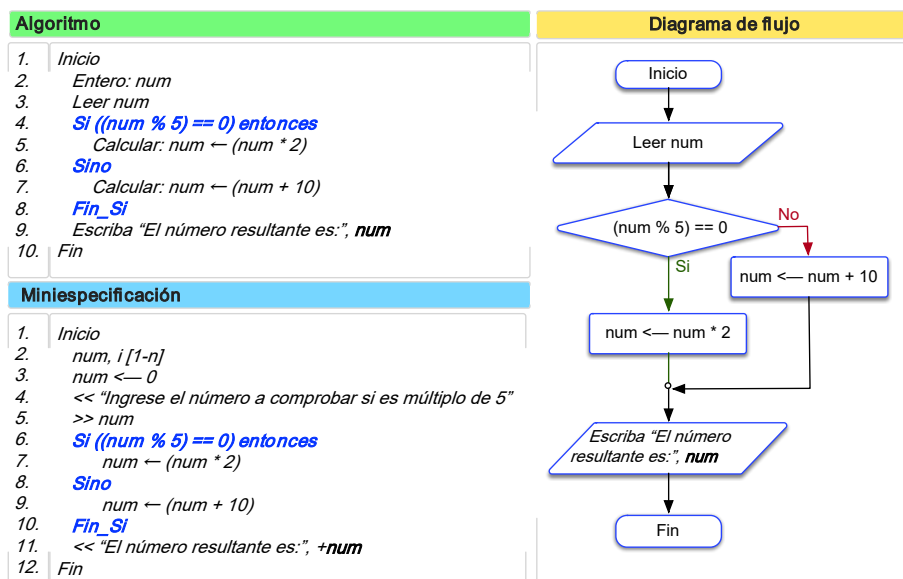 Algoritmo
1. Inicio
2. Entero: num
3. Leer num
4. Si ((num % 5) == 0) entonces
5. Calcular: num ← (num * 2)
6. Sino
7. Calcular: num ← (num + 10)
8. Fin_Si
9. Escriba “El número resultante es:”, num
10. Fin
Miniespecificación
1. Inicio
2. num, i [1-n]
3. num <— 0
4. << “Ingrese el número a comprobar si es múltiplo de 5”
5. >> num
6. Si ((num % 5) == 0) entonces
7. num ← (num * 2)
8. Sino
9. num ← (num + 10)
10. Fin_Si
11. << “El número resultante es:”, +num
12. Fin
Diagrama de flujo
Inicio
Leer num
(num % 5) == 0
No
Si
num <— num + 10
num <— num * 2
Escriba “El número
resultante es:”, num
Fin